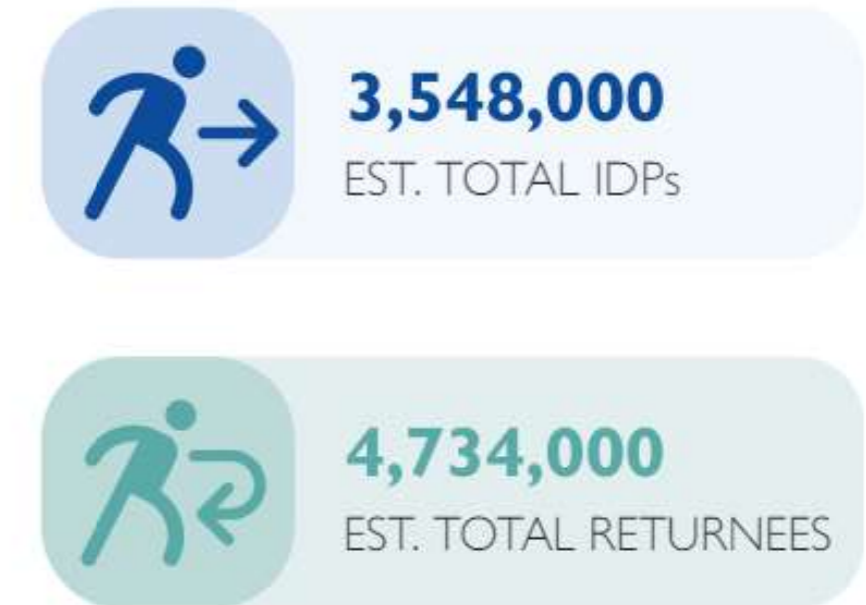 3,548,000
EST. TOTAL IDPs
4,734,000
EST. TOTAL RETURNEES